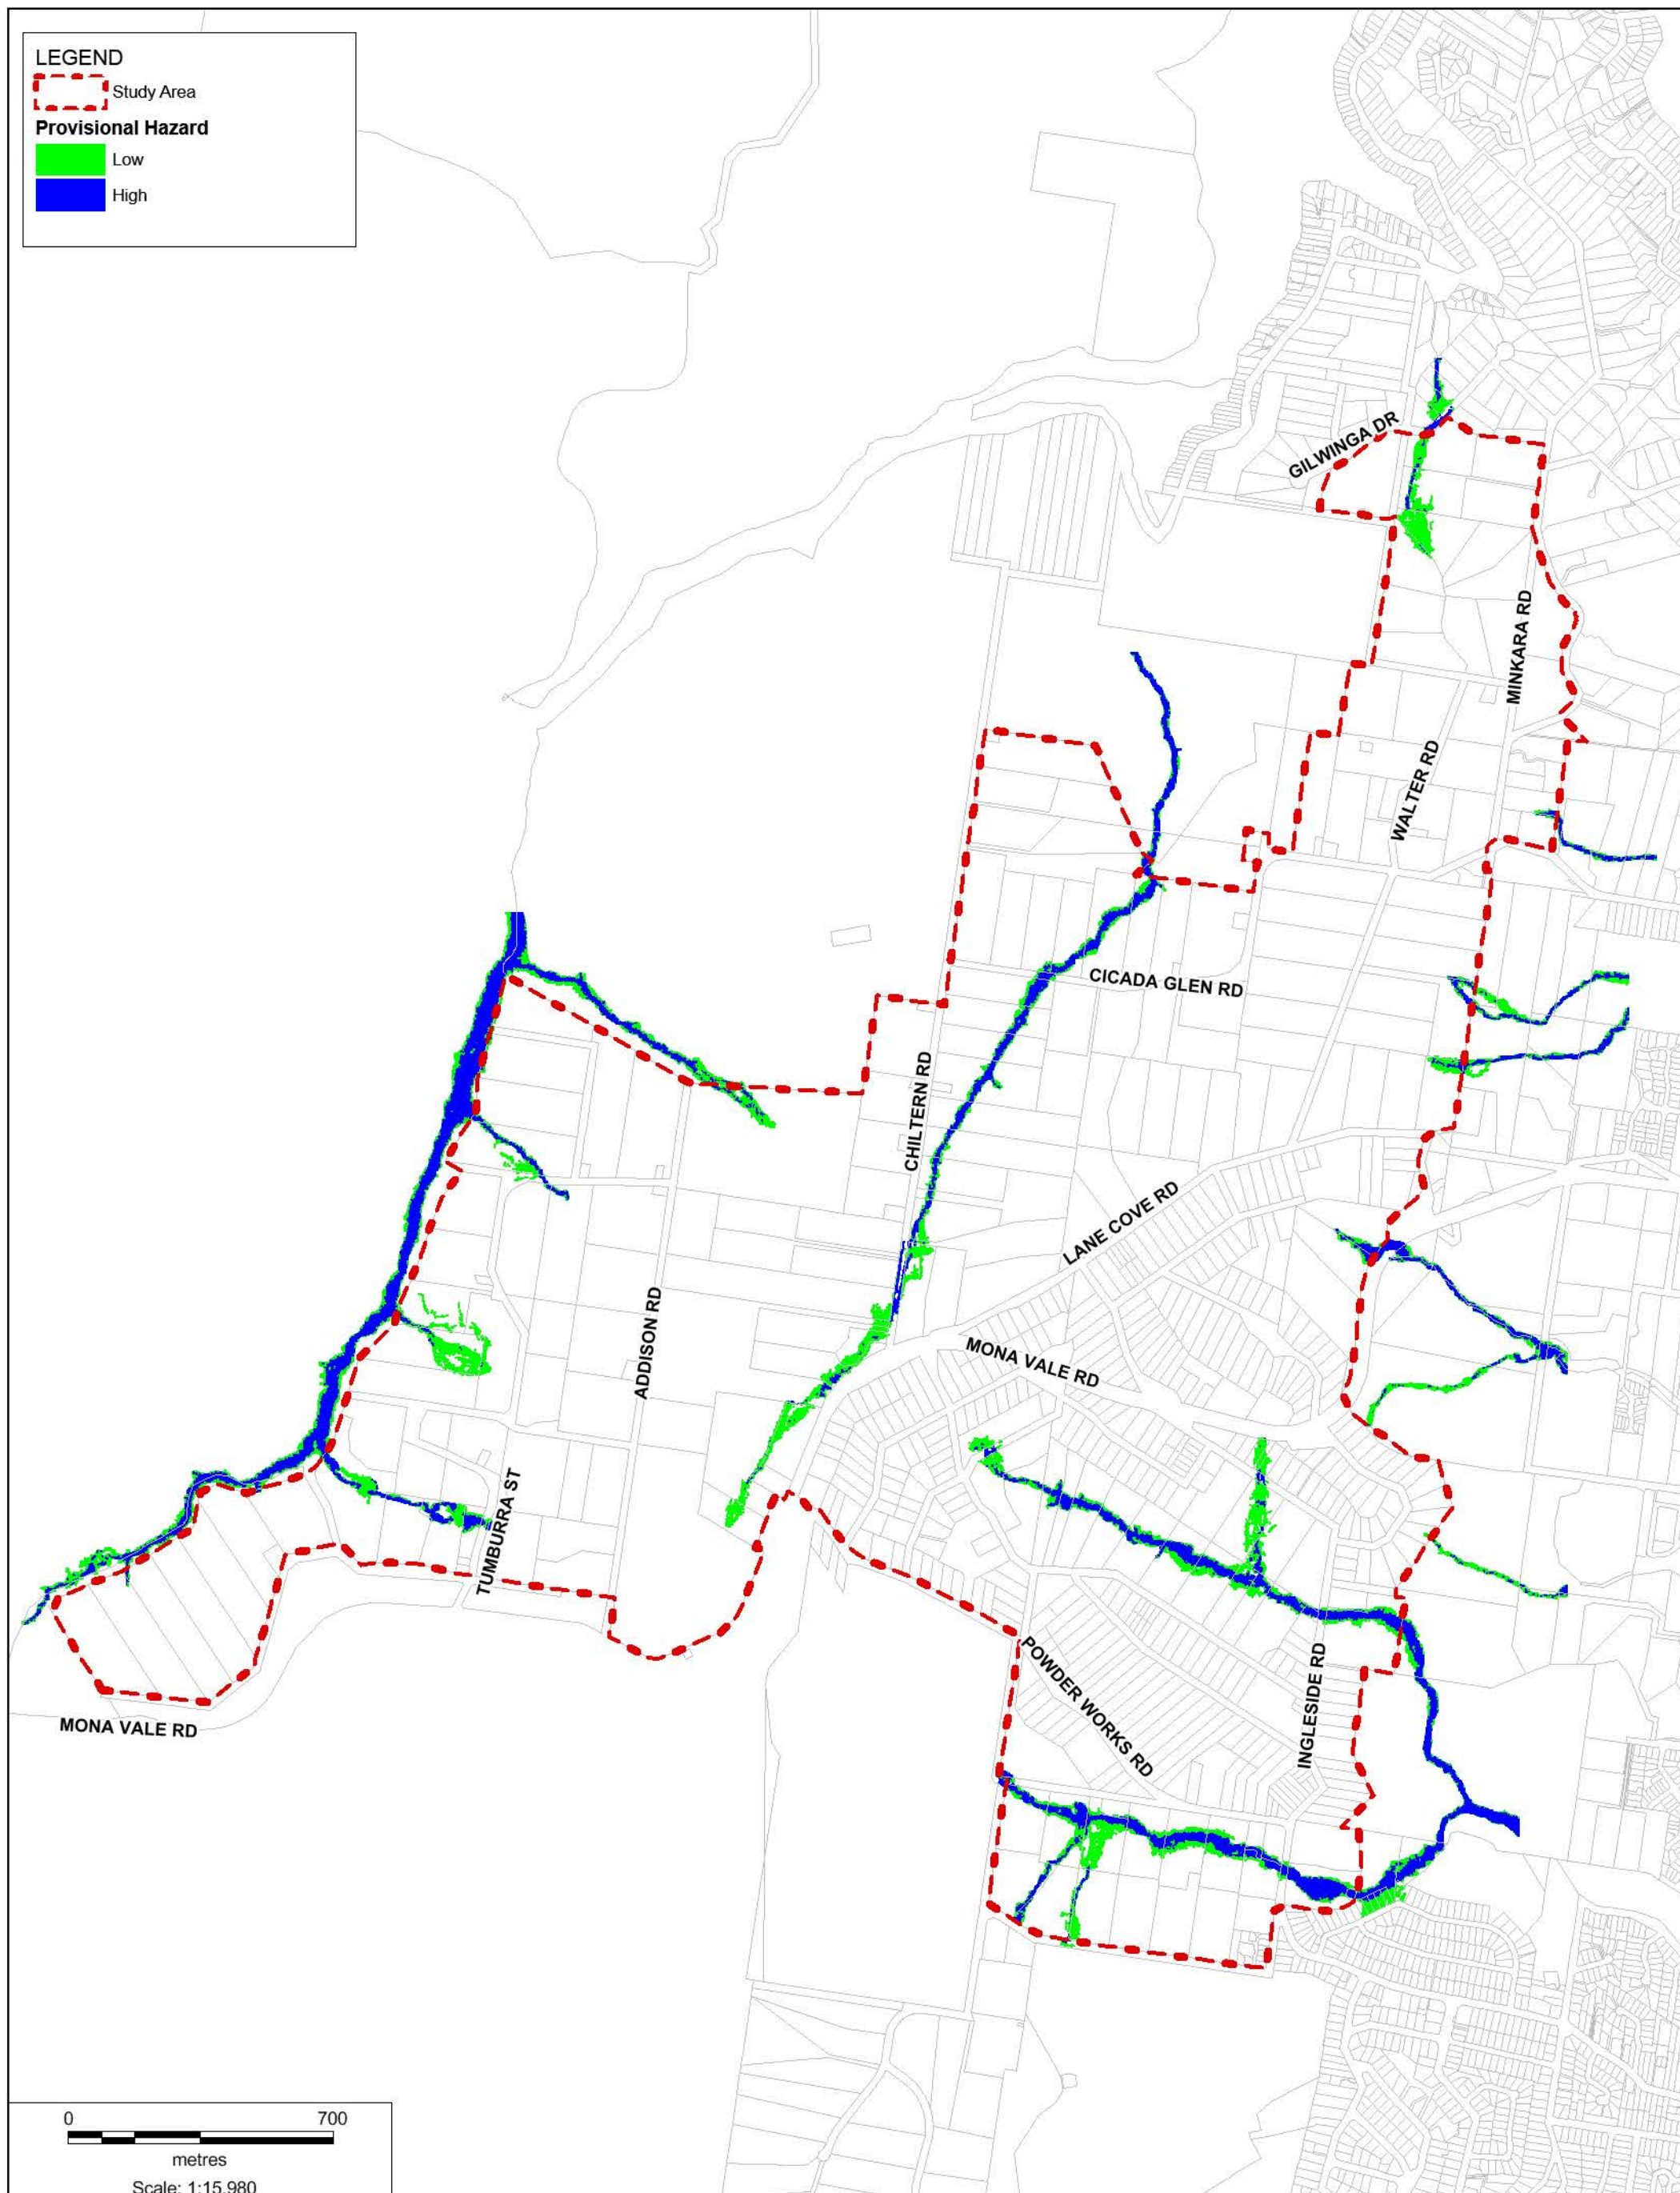 LEGEND
Study Area
Provisional Hazard
Low
High
GILWINGA DR
MINKARA RD
WALTER RD
CICADA GLEN RD
CHILTERN RD
LANE COVE RD
ADDISON RD
MONA VALE RD
TUMBURRA ST
POWDER WORKS RD
INGLESIDE RD
MONA VALE RD
0 700
metres
Scale: 1:15,980